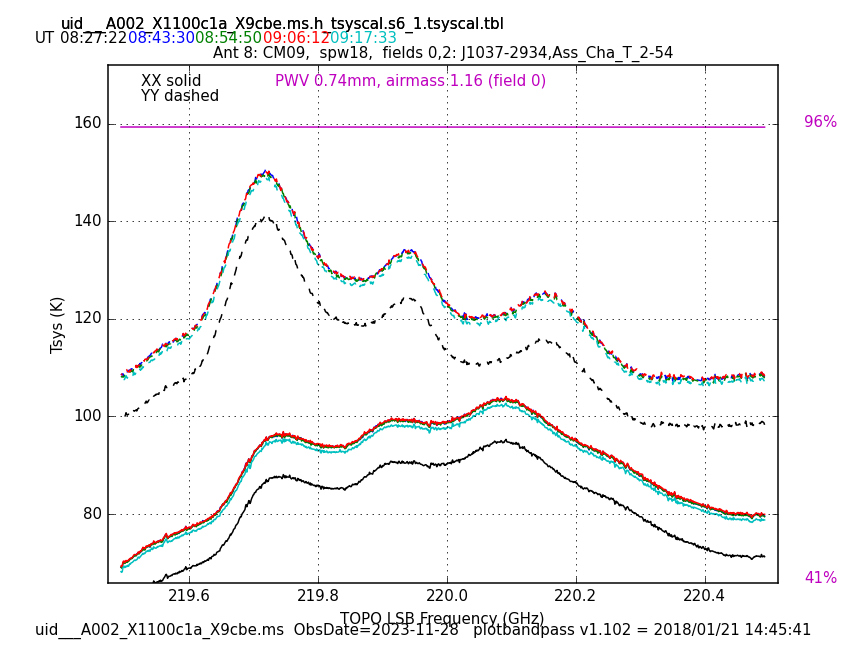 uid___A002_X1100c1a_X9cbe.ms.h_tsyscal.s6_1.tsyscal.tbl
UT 08:27:22 08:43:30 08:54:50 09:06:12 09:17:33
Ant 8: CM09,  spw18,  fields 0,2: J1037-2934,Ass_Cha_T_2-54
XX solid
PWV 0.74mm, airmass 1.16 (field 0)
YY dashed
96%
160
140
120
100
80
Tsys (K)
41%
219.6 219.8 220.0 220.2 220.4
TOPO LSB Frequency (GHz)
uid___A002_X1100c1a_X9cbe.ms  ObsDate=2023-11-28  plotbandpass v1.102 = 2018/01/21 14:45:41